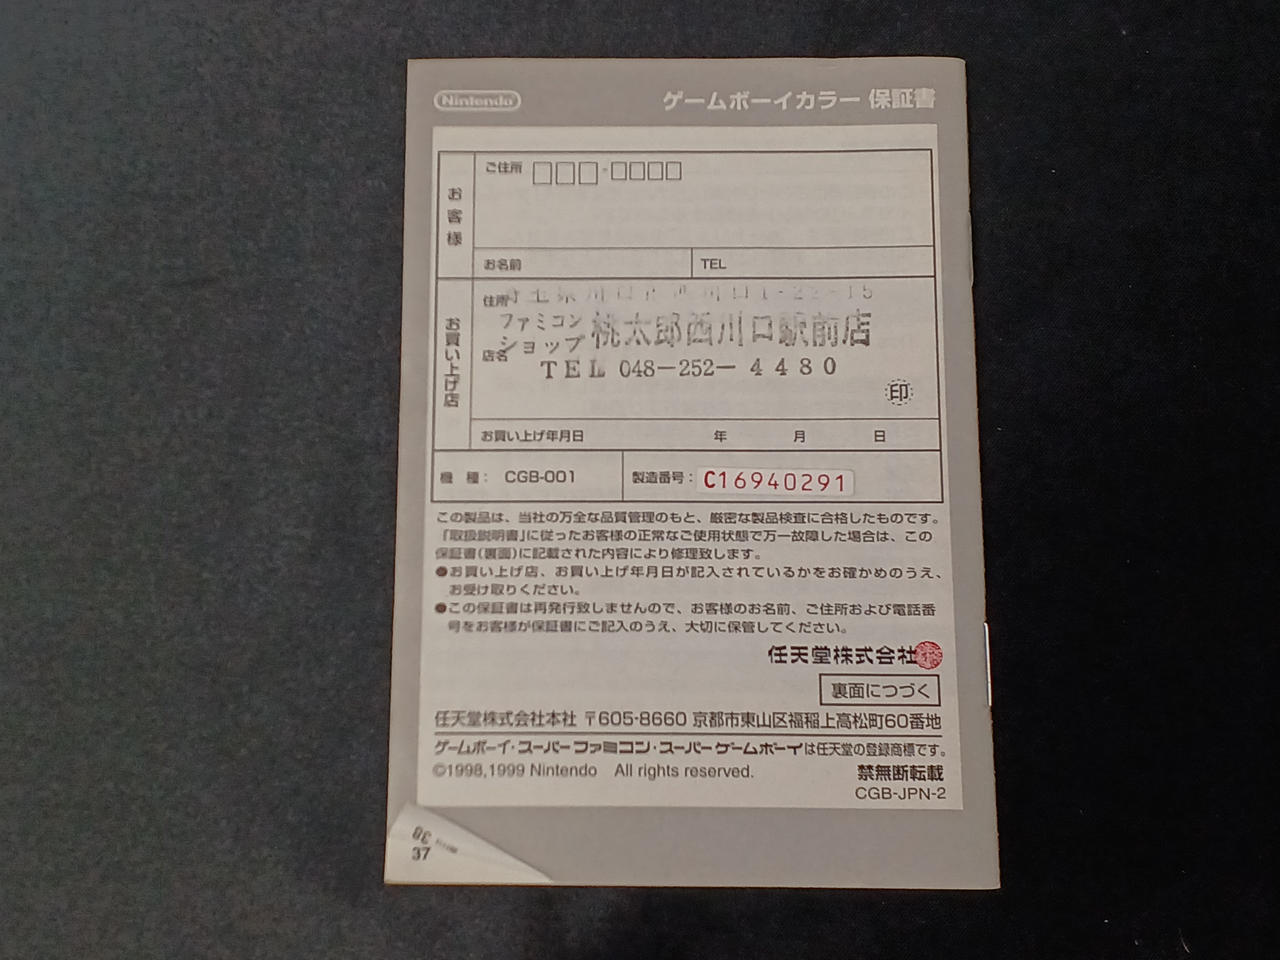 Nintendo
ゲームボーイカラー 保証書
お客様
ご住所
お名前
TEL
お買い上げ店
住所
埼玉県川口市西川口1-22-15
ファミコン
ショップ
桃太郎西川口駅前店
店名
TEL 048-252-4480
印
お買い上げ年月日 年 月 日
機 種: CGB-001
製造番号: C16940291
この製品は、当社の万全な品質管理のもと、厳密な製品検査に合格したものです。
「取扱説明書」に従ったお客様の正常なご使用状態で万一故障した場合は、この
保証書(裏面)に記載された内容により修理致します。
●お買い上げ店、お買い上げ年月日が記入されているかをお確かめのうえ、
お受け取りください。
●この保証書は再発行致しませんので、お客様のお名前、ご住所および電話番
号をお客様が保証書にご記入のうえ、大切に保管してください。
任天堂株式会社
裏面につづく
任天堂株式会社本社 〒605-8660 京都市東山区福稲上高松町60番地
ゲームボーイ・スーパーファミコン・スーパーゲームボーイは任天堂の登録商標です。
©1998,1999 Nintendo All rights reserved.
禁無断転載
CGB-JPN-2
38
37